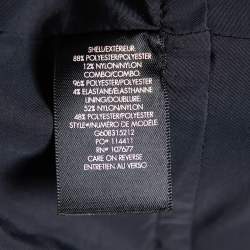 SHELL/EXTÉRIEUR:
88% POLYESTER/POLYESTER
12% NYLON/NYLON
COMBO/COMBO:
96% POLYESTER/POLYESTER
4% ELASTANE/ÉLASTHANNE
LINING/DOUBLURE:
52% NYLON/NYLON
48% POLYESTER/POLYESTER
STYLE/NUMÉRO DE MODÈLE:
G608315212
PO# 114411
RN# 107677
CARE ON REVERSE
ENTRETIEN AU VERSO